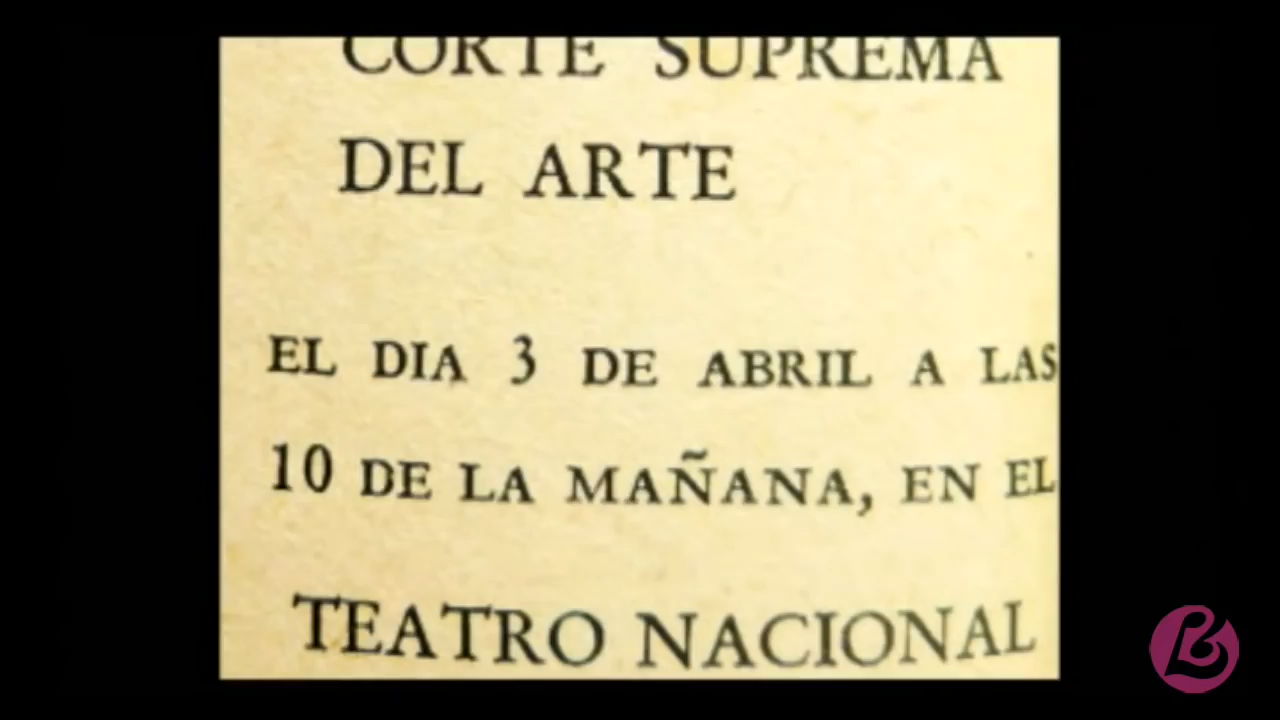 CORTE SUPREMA
DEL ARTE
EL DIA 3 DE ABRIL A LAS
10 DE LA MAÑANA, EN EL
TEATRO NACIONAL